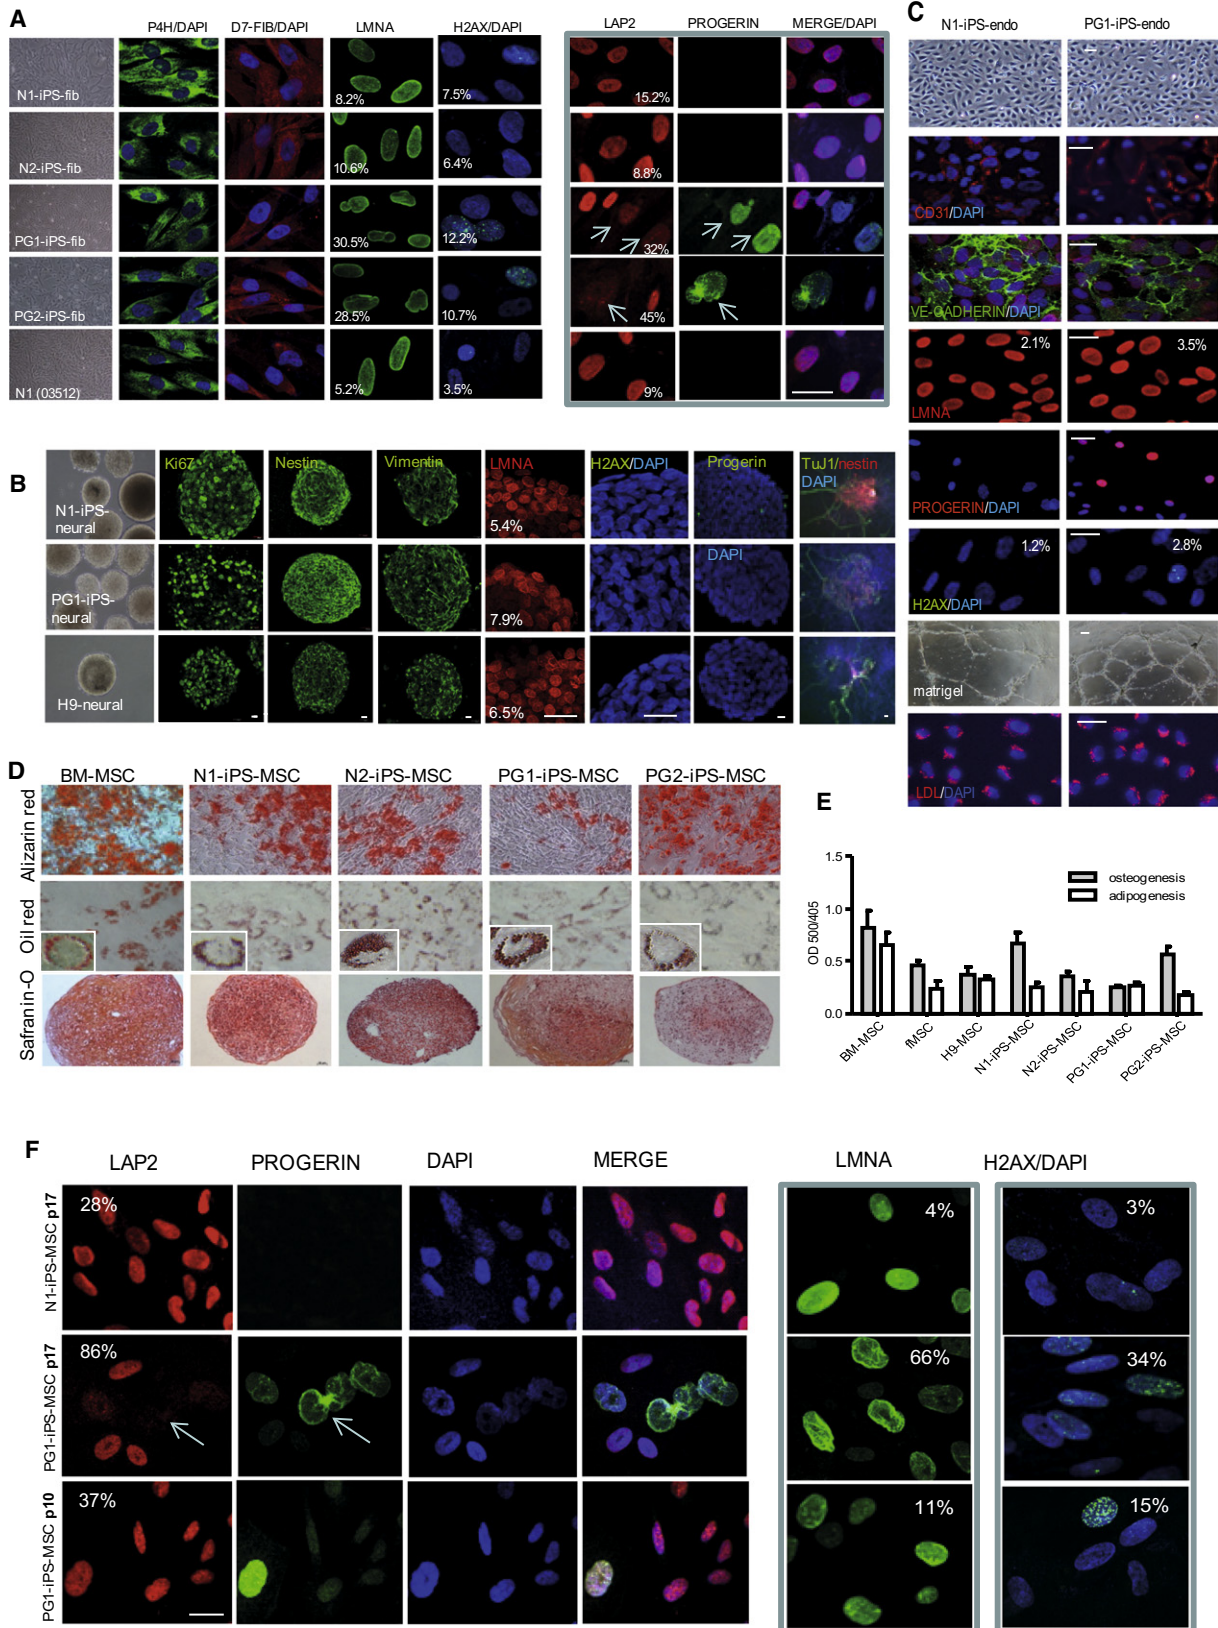 A
P4H/DAPI D7-FIB/DAPI LMNA H2AX/DAPI
LAP2 PROGERIN MERGE/DAPI
N1-iPS-fib
8.2%
7.5%
15.2%
N2-iPS-fib
10.6%
6.4%
8.8%
PG1-iPS-fib
30.5%
12.2%
32%
PG2-iPS-fib
28.5%
10.7%
45%
N1 (03512)
5.2%
3.5%
9%
B
Ki67 Nestin Vimentin LMNA H2AX/DAPI Progerin TuJ1/nestin
DAPI
N1-iPS-
neural
5.4%
DAPI
PG1-iPS-
neural
7.9%
H9-neural
6.5%
C
N1-iPS-endo PG1-iPS-endo
CD31/DAPI
VE-CADHERIN/DAPI
2.1%
3.5%
LMNA
PROGERIN/DAPI
1.2%
2.8%
H2AX/DAPI
matrigel
LDL/DAPI
D
BM-MSC N1-iPS-MSC N2-iPS-MSC PG1-iPS-MSC PG2-iPS-MSC
Alizarin red
Oil red
Safranin-O
E
osteogenesis
adipogenesis
OD 500/405
1.5
1.0
0.5
0.0
BM-MSC
fMSC
H9-MSC
N1-iPS-MSC
N2-iPS-MSC
PG1-iPS-MSC
PG2-iPS-MSC
F
LAP2 PROGERIN DAPI MERGE LMNA H2AX/DAPI
N1-iPS-MSC p17
28%
4%
3%
PG1-iPS-MSC p17
86%
66%
34%
PG1-iPS-MSC p10
37%
11%
15%